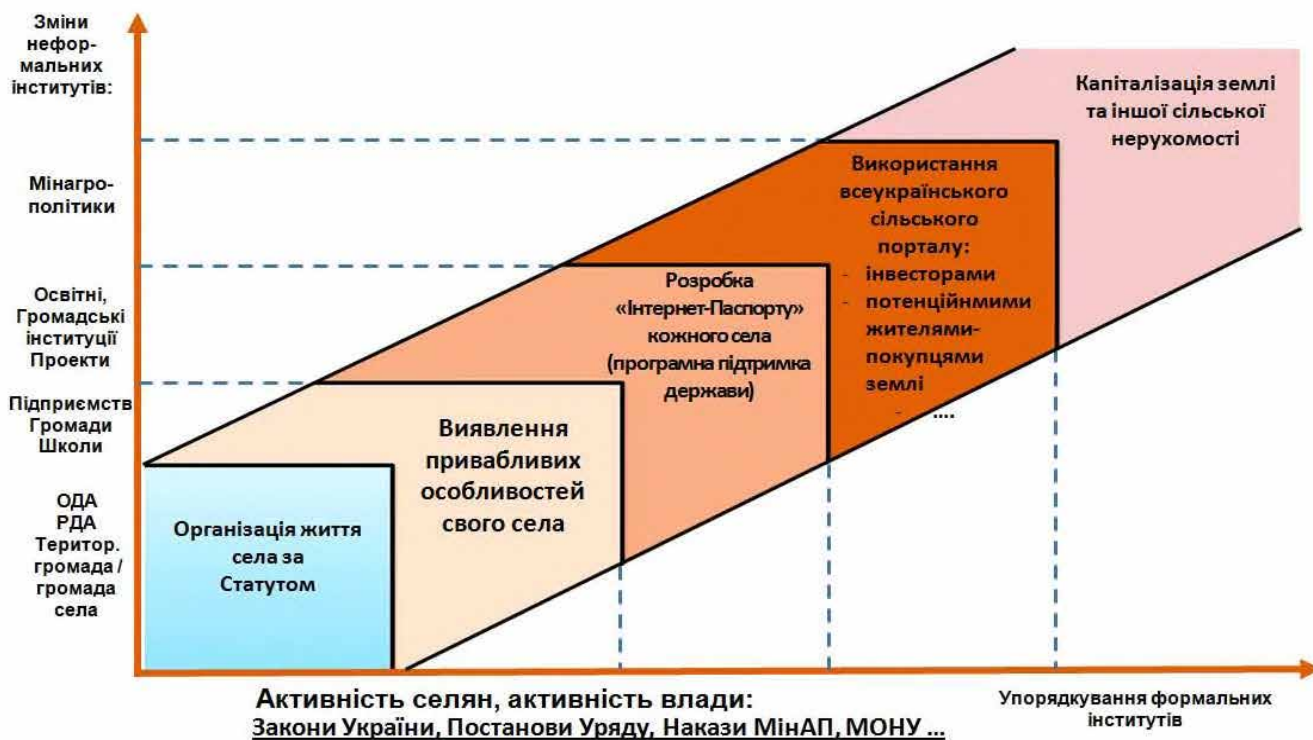 Зміни
нефор-
мальних
інститутів:
Мінагро-
політики
Освітні,
Громадські
інституції
Проекти
Підприємств
Громади
Школи
ОДА
РДА
Територ.
громада /
громада
села
Організація життя
села за
Статутом
Виявлення
привабливих
особливостей
свого села
Розробка
«Інтернет-Паспорту»
кожного села
(програмна підтримка
держави)
Використання
всеукраїнського
сільського
порталу:
- інвесторами
- потенційнмими
жителями-
покупцями
землі
- ....
Капіталізація землі
та іншої сільської
нерухомості
Активність селян, активність влади:
Закони України, Постанови Уряду, Накази МінАП, МОНУ ...
Упорядкування формальних
інститутів